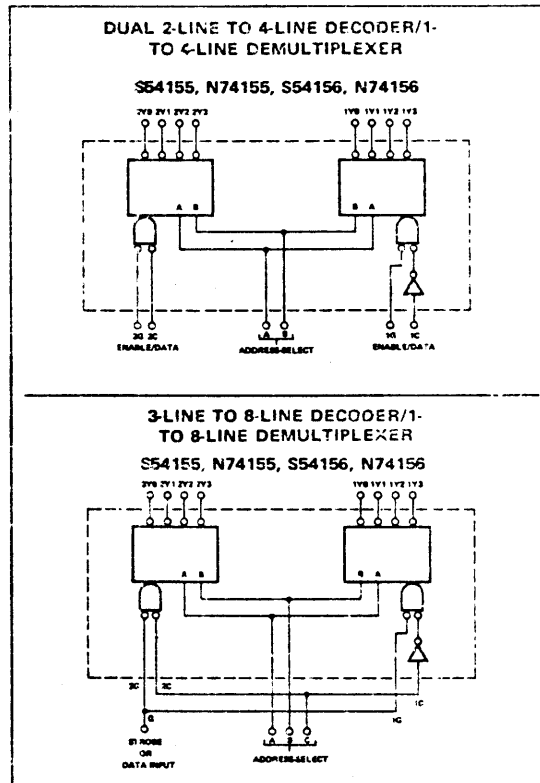 DUAL 2-LINE TO 4-LINE DECODER/1-
TO 4-LINE DEMULTIPLEXER
S54155, N74155, S54156, N74156
2Y0 2Y1 2Y2 2Y3
1Y0 1Y1 1Y2 1Y3
A B
B A
2G 2C
A B
1G 1C
ENABLE/DATA
ADDRESS-SELECT
ENABLE/DATA
3-LINE TO 8-LINE DECODER/1-
TO 8-LINE DEMULTIPLEXER
S54155, N74155, S54156, N74156
2Y0 2Y1 2Y2 2Y3
1Y0 1Y1 1Y2 1Y3
A B
B A
2G 2C
1G 1C
G
A B C
STROBE
OR
DATA INPUT
ADDRESS-SELECT